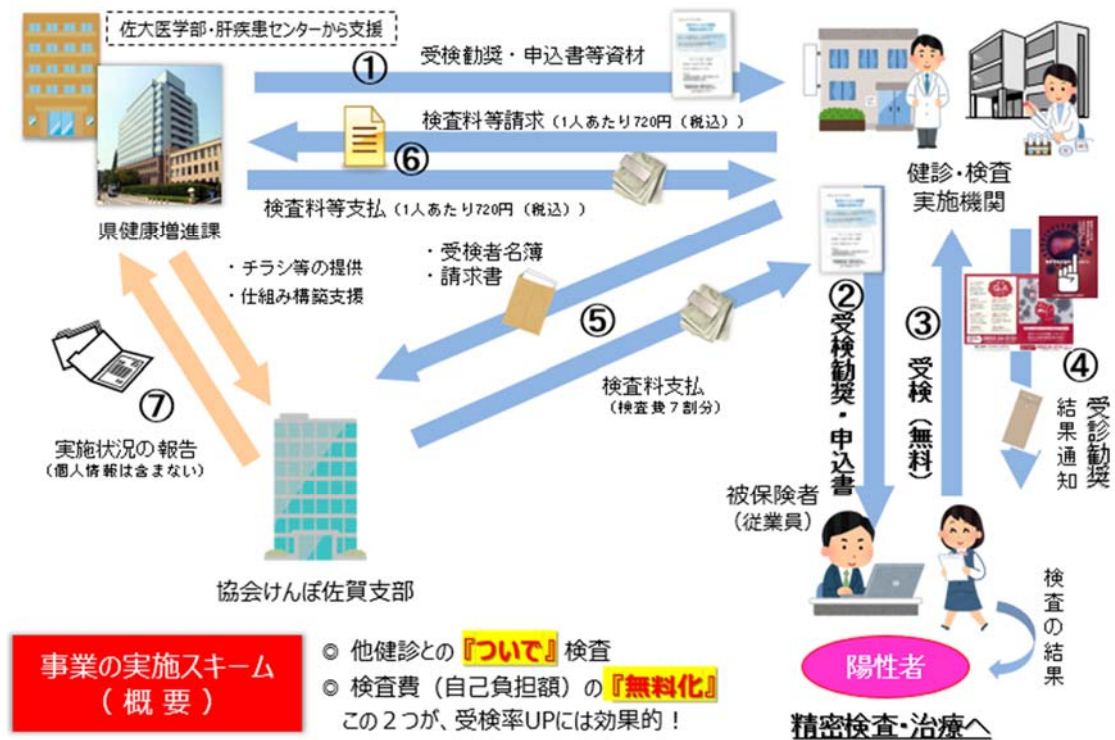 佐大医学部・肝疾患センターから支援
①
受検勧奨・申込書等資材
検査料等請求（1人あたり720円（税込））
⑥
検査料等支払（1人あたり720円（税込））
県健康増進課
健診・検査
実施機関
・チラシ等の提供
・仕組み構築支援
・受検者名簿
・請求書
⑤
検査料支払
（検査費７割分）
②受検勧奨・申込書
③受検（無料）
④
受診勧奨
結果通知
⑦
実施状況の報告
（個人情報は含まない）
協会けんぽ佐賀支部
被保険者
（従業員）
検査の結果
陽性者
精密検査・治療へ
事業の実施スキーム
（概要）
◎ 他健診との『ついで』検査
◎ 検査費（自己負担額）の『無料化』
この２つが、受検率UPには効果的！